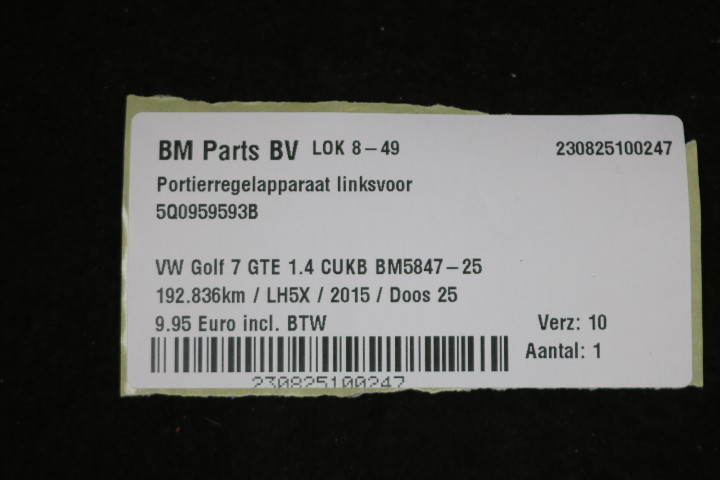 BM Parts BV LOK 8-49 230825100247
Portierregelapparaat linksvoor
5Q0959593B
VW Golf 7 GTE 1.4 CUKB BM5847-25
192.836km / LH5X / 2015 / Doos 25
9.95 Euro incl. BTW Verz: 10
Aantal: 1
230825100247